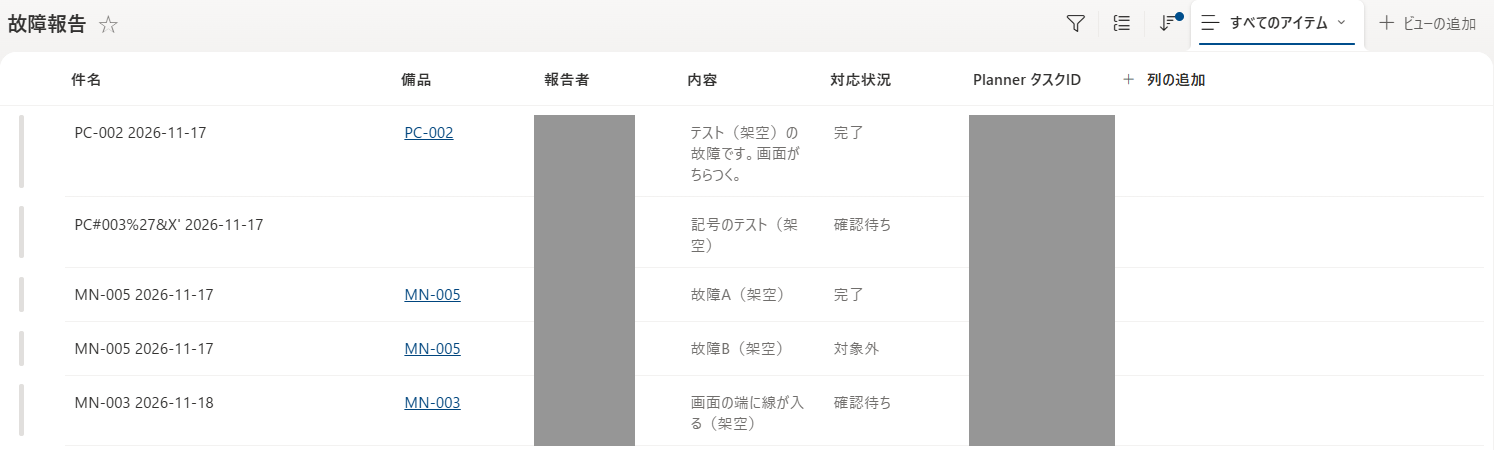 故障報告
すべてのアイテム
ビューの追加
件名 備品 報告者 内容 対応状況 Planner タスクID 列の追加
PC-002 2026-11-17 PC-002 テスト（架空）の 完了
故障です。画面が
ちらつく。
PC#003%27&X' 2026-11-17 記号のテスト（架 確認待ち
空）
MN-005 2026-11-17 MN-005 故障A（架空） 完了
MN-005 2026-11-17 MN-005 故障B（架空） 対象外
MN-003 2026-11-18 MN-003 画面の端に線が入 確認待ち
る（架空）